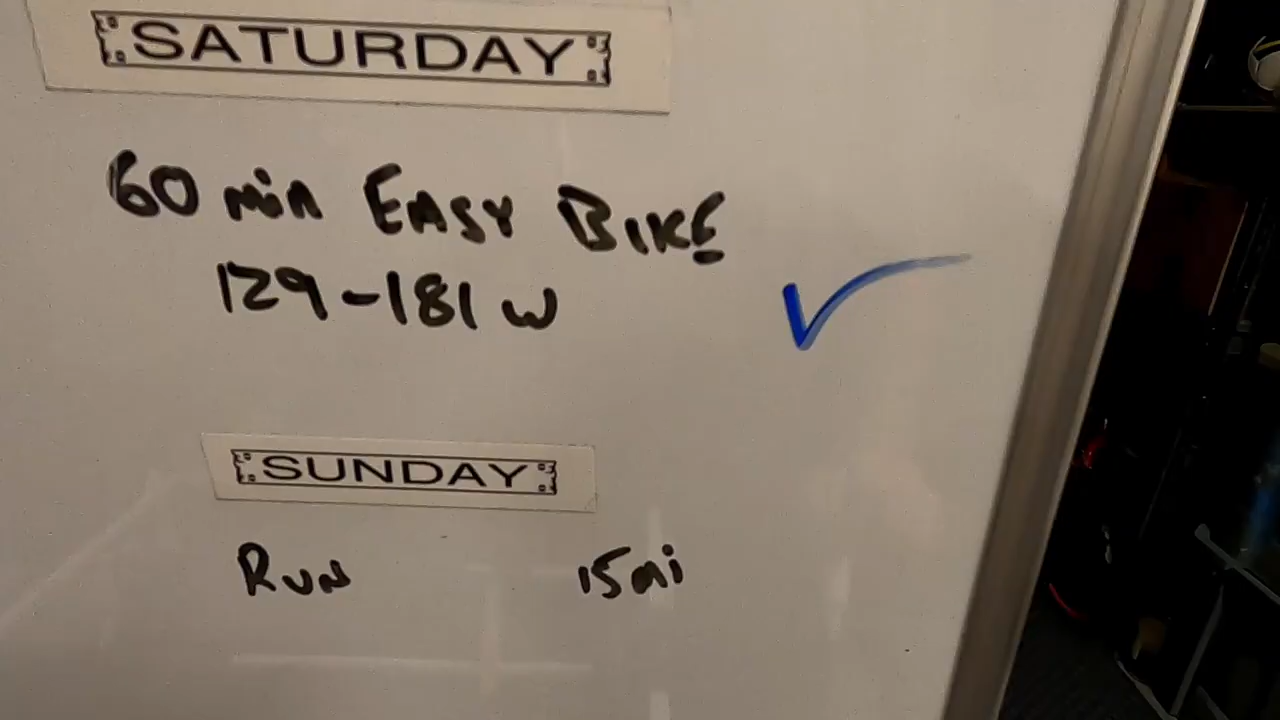 SATURDAY
60 min EASY BIKE
129-181 W
SUNDAY
RUN 15mi